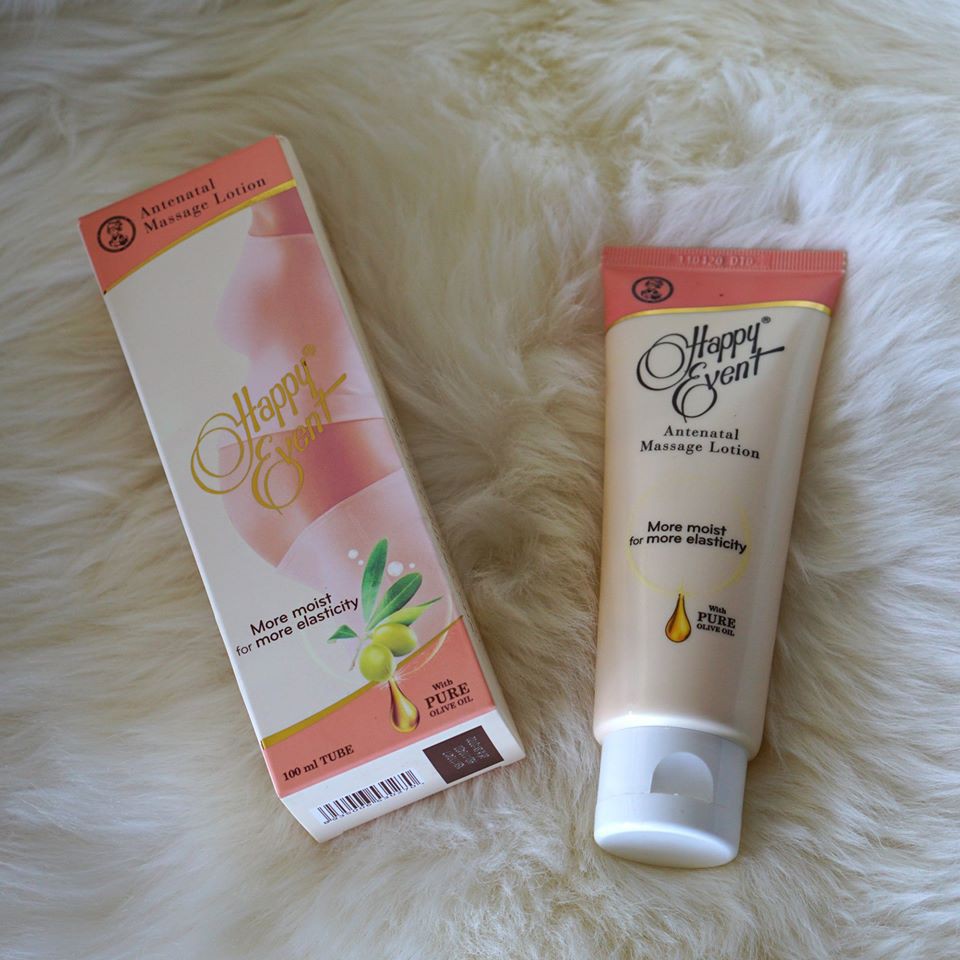 Antenatal
Massage Lotion
Happy®
Event
More moist
for more elasticity
With
PURE
OLIVE OIL
100 ml TUBE
Happy®
Event
Antenatal
Massage Lotion
More moist
for more elasticity
With
PURE
OLIVE OIL